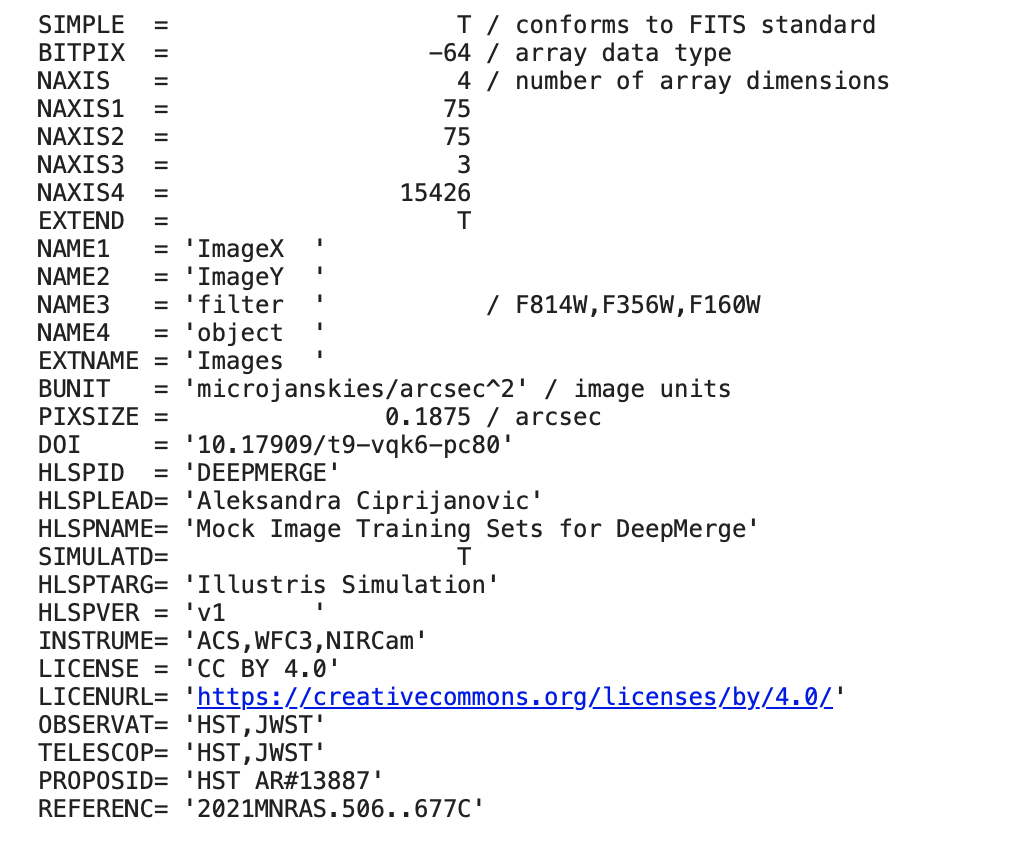 SIMPLE  =                    T / conforms to FITS standard
BITPIX  =                  -64 / array data type
NAXIS   =                    4 / number of array dimensions
NAXIS1  =                   75
NAXIS2  =                   75
NAXIS3  =                    3
NAXIS4  =                15426
EXTEND  =                    T
NAME1   = 'ImageX  '
NAME2   = 'ImageY  '
NAME3   = 'filter  '           / F814W,F356W,F160W
NAME4   = 'object  '
EXTNAME = 'Images  '
BUNIT   = 'microjanskies/arcsec^2' / image units
PIXSIZE =               0.1875 / arcsec
DOI     = '10.17909/t9-vqk6-pc80'
HLSPID  = 'DEEPMERGE'
HLSPLEAD= 'Aleksandra Ciprijanovic'
HLSPNAME= 'Mock Image Training Sets for DeepMerge'
SIMULATD=                    T
HLSPTARG= 'Illustris Simulation'
HLSPVER = 'v1      '
INSTRUME= 'ACS,WFC3,NIRCam'
LICENSE = 'CC BY 4.0'
LICENURL= 'https://creativecommons.org/licenses/by/4.0/'
OBSERVAT= 'HST,JWST'
TELESCOP= 'HST,JWST'
PROPOSID= 'HST AR#13887'
REFERENC= '2021MNRAS.506..677C'